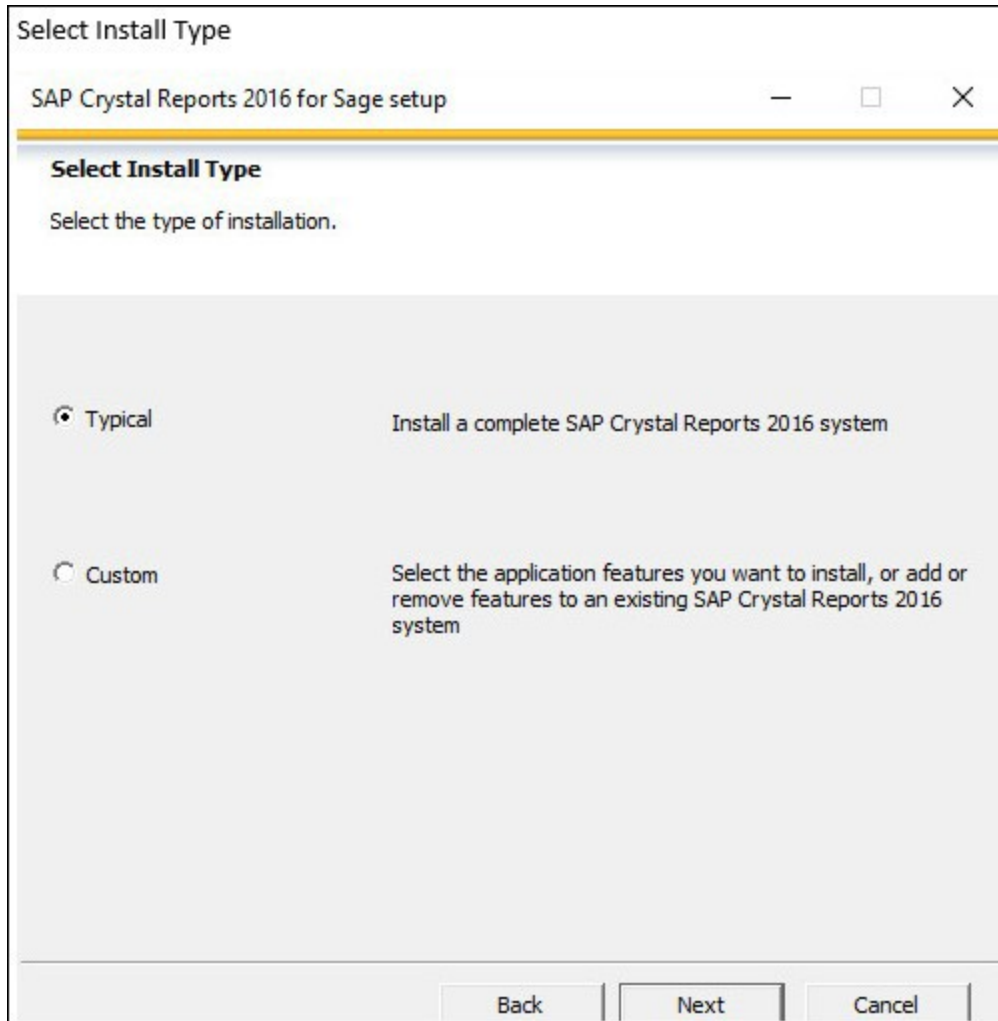 Select Install Type
SAP Crystal Reports 2016 for Sage setup
Select Install Type
Select the type of installation.
Typical
Install a complete SAP Crystal Reports 2016 system
Custom
Select the application features you want to install, or add or
remove features to an existing SAP Crystal Reports 2016
system
Back
Next
Cancel